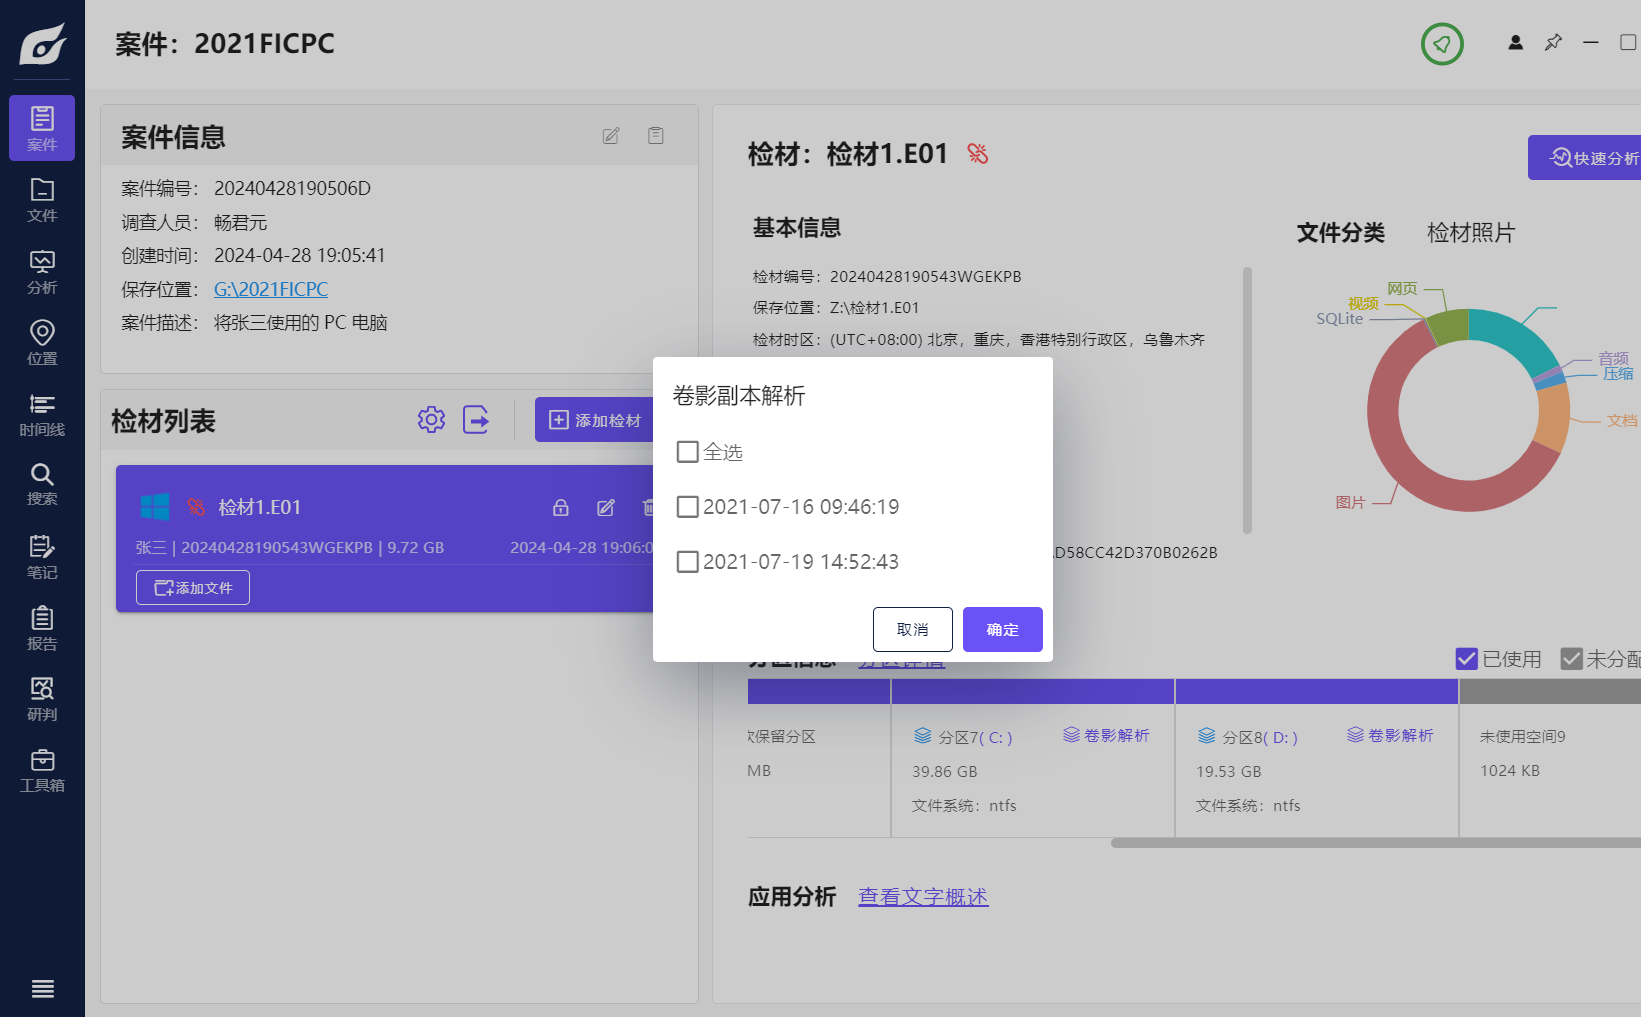 案件：2021FICPC
案件
文件
分析
位置
时间线
搜索
笔记
报告
研判
工具箱
案件信息
案件编号： 20240428190506D
调查人员： 畅君元
创建时间： 2024-04-28 19:05:41
保存位置： G:\2021FICPC
案件描述： 将张三使用的 PC 电脑
检材列表
添加检材
检材1.E01
张三 | 20240428190543WGEKPB | 9.72 GB
2024-04-28 19:06:0
添加文件
检材：检材1.E01
快速分析
基本信息
检材编号：20240428190543WGEKPB
保存位置：Z:\检材1.E01
检材时区：(UTC+08:00) 北京，重庆，香港特别行政区，乌鲁木齐
D58CC42D370B0262B
文件分类
检材照片
网页
视频
SQLite
音频
压缩
文档
图片
卷影副本解析
全选
2021-07-16 09:46:19
2021-07-19 14:52:43
取消
确定
分区信息 分区详情
已使用
未分配
保留分区
MB
分区7( C: )
卷影解析
39.86 GB
文件系统：ntfs
分区8( D: )
卷影解析
19.53 GB
文件系统：ntfs
未使用空间9
1024 KB
应用分析
查看文字概述